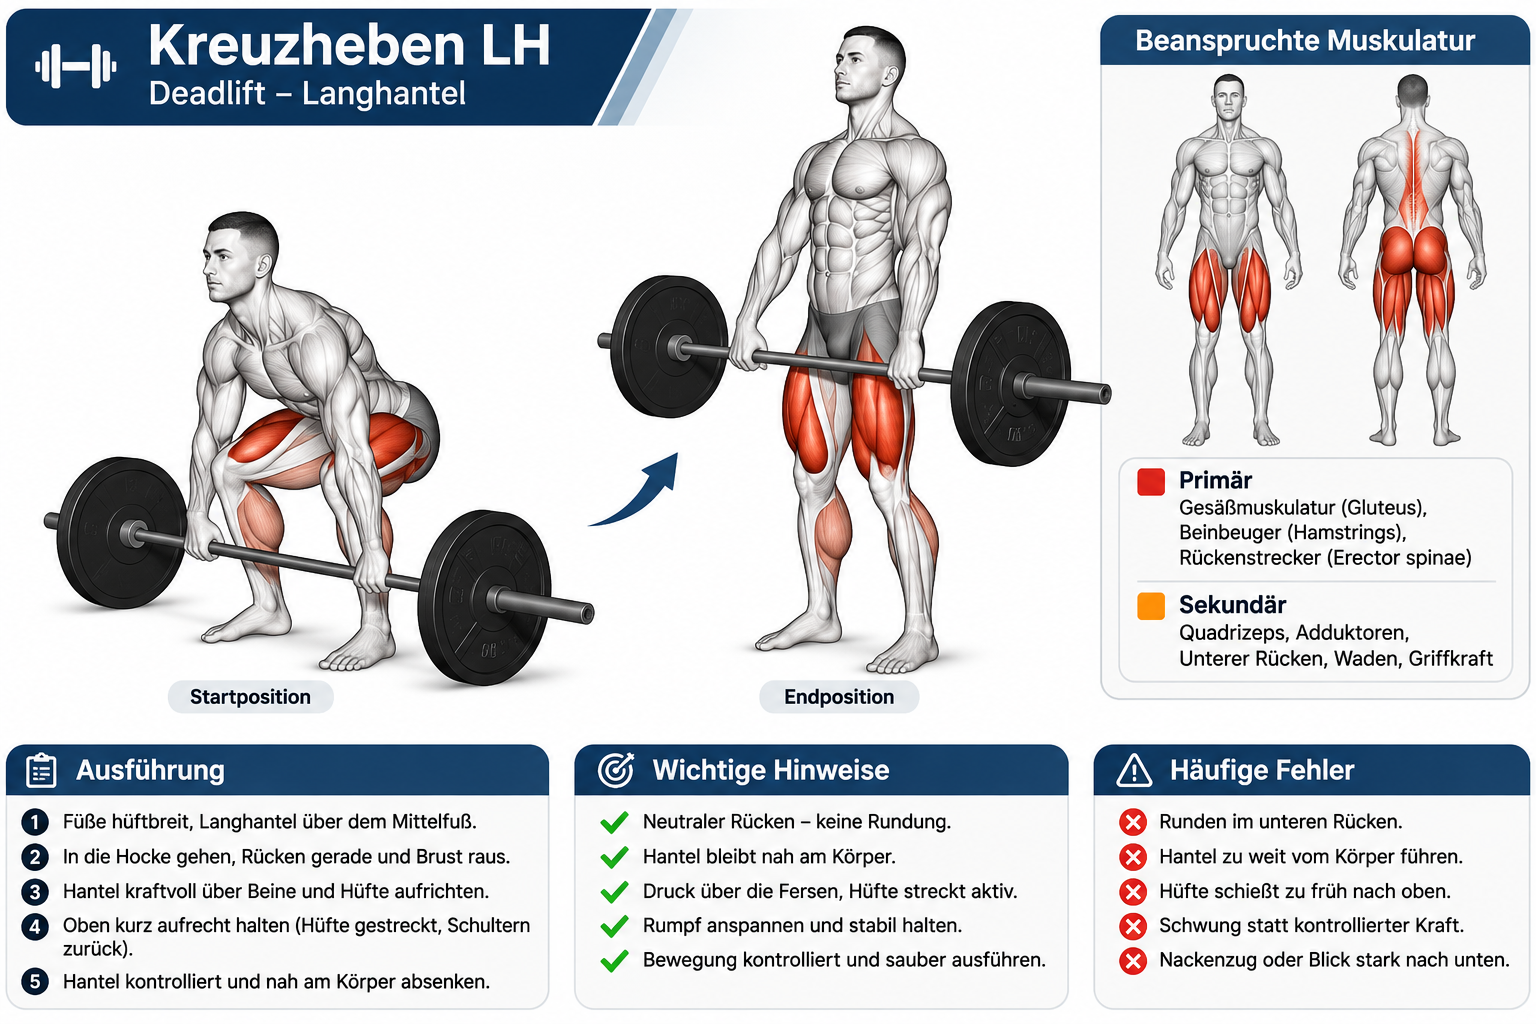 Kreuzheben LH
Deadlift – Langhantel
Beanspruchte Muskulatur
Primär
Gesäßmuskulatur (Gluteus),
Beinbeuger (Hamstrings),
Rückenstrecker (Erector spinae)
Sekundär
Quadrizeps, Adduktoren,
Unterer Rücken, Waden, Griffkraft
Startposition
Endposition
Ausführung
1 Füße hüftbreit, Langhantel über dem Mittelfuß.
2 In die Hocke gehen, Rücken gerade und Brust raus.
3 Hantel kraftvoll über Beine und Hüfte aufrichten.
4 Oben kurz aufrecht halten (Hüfte gestreckt, Schultern
zurück).
5 Hantel kontrolliert und nah am Körper absenken.
Wichtige Hinweise
Neutraler Rücken – keine Rundung.
Hantel bleibt nah am Körper.
Druck über die Fersen, Hüfte streckt aktiv.
Rumpf anspannen und stabil halten.
Bewegung kontrolliert und sauber ausführen.
Häufige Fehler
Runden im unteren Rücken.
Hantel zu weit vom Körper führen.
Hüfte schießt zu früh nach oben.
Schwung statt kontrollierter Kraft.
Nackenzug oder Blick stark nach unten.